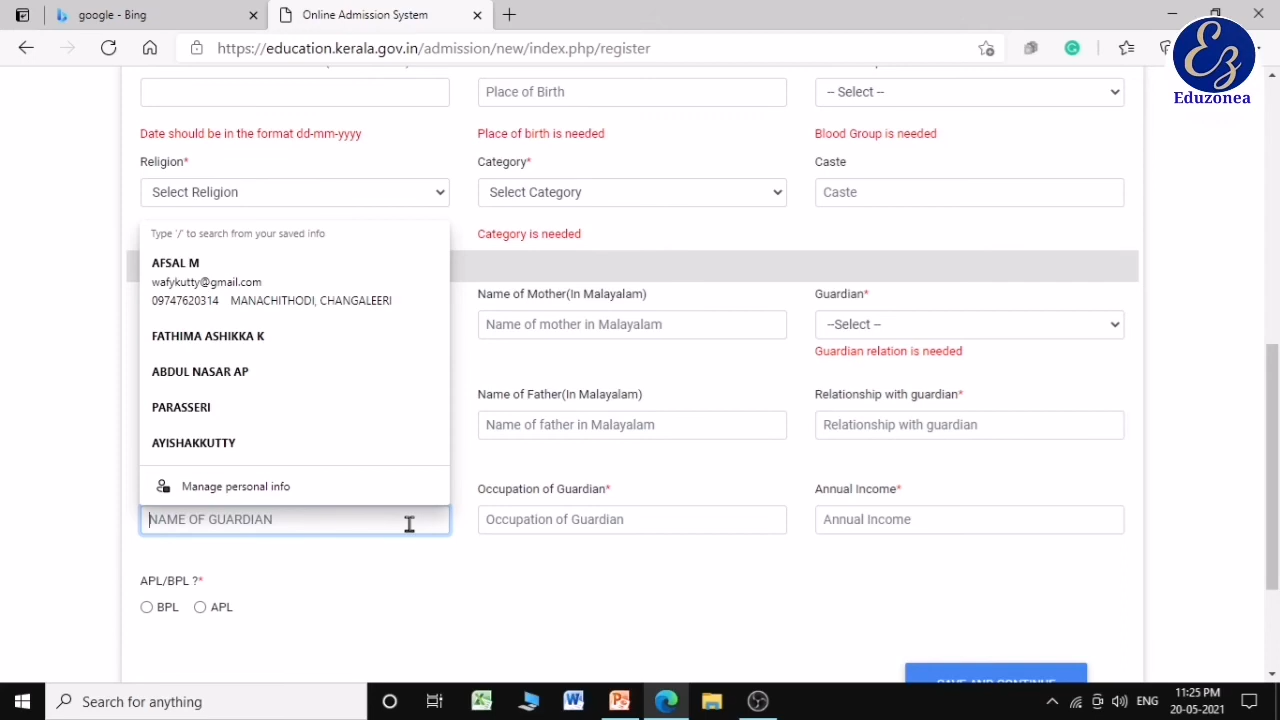 google - Bing
Online Admission System
https://education.kerala.gov.in/admission/new/index.php/register
Ez
Eduzonea
Place of Birth
-- Select --
Date should be in the format dd-mm-yyyy
Place of birth is needed
Blood Group is needed
Religion*
Category*
Caste
Select Religion
Select Category
Caste
Type '/' to search from your saved info
Category is needed
AFSAL M
wafykutty@gmail.com
09747620314 MANACHITHODI, CHANGALEERI
Name of Mother(In Malayalam)
Guardian*
Name of mother in Malayalam
--Select --
FATHIMA ASHIKKA K
Guardian relation is needed
ABDUL NASAR AP
Name of Father(In Malayalam)
Relationship with guardian*
PARASSERI
Name of father in Malayalam
Relationship with guardian
AYISHAKKUTTY
Manage personal info
Occupation of Guardian*
Annual Income*
NAME OF GUARDIAN
Occupation of Guardian
Annual Income
APL/BPL ?*
BPL APL
SAVE AND CONTINUE
Search for anything
ENG
11:25 PM
20-05-2021